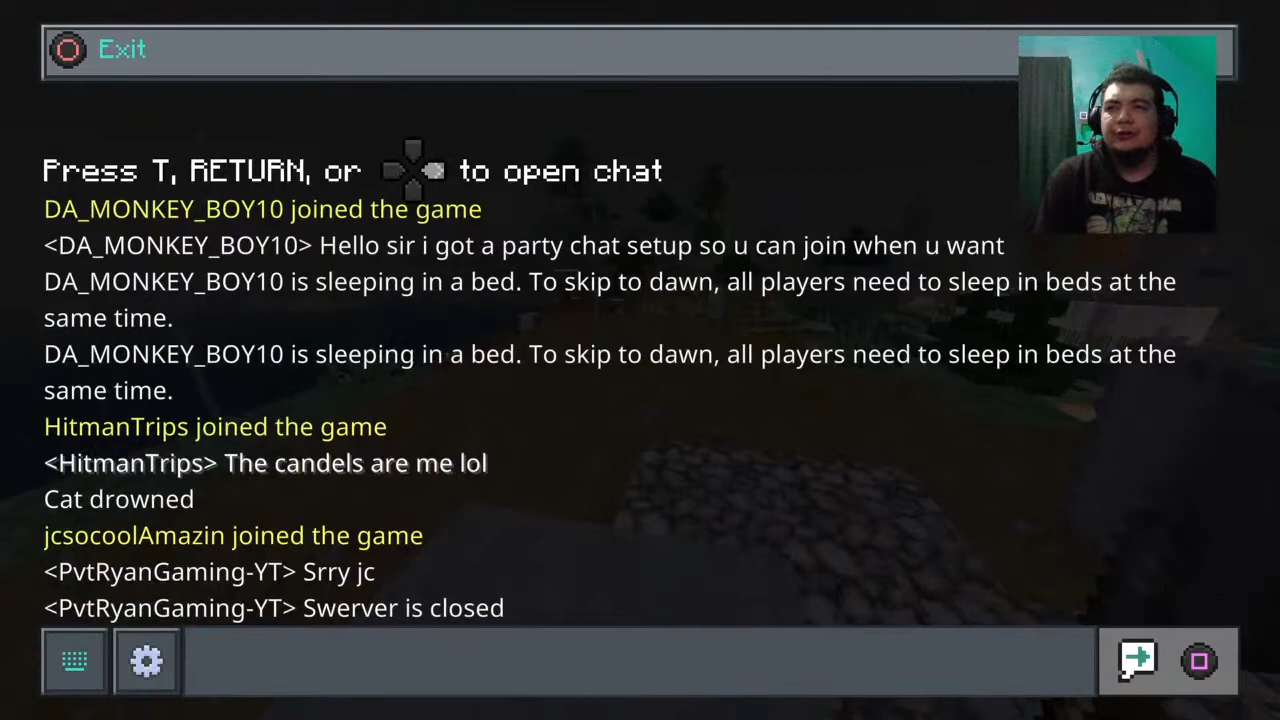 Exit
Press T, RETURN, or to open chat
DA_MONKEY_BOY10 joined the game
<DA_MONKEY_BOY10> Hello sir i got a party chat setup so u can join when u want
DA_MONKEY_BOY10 is sleeping in a bed. To skip to dawn, all players need to sleep in beds at the
same time.
DA_MONKEY_BOY10 is sleeping in a bed. To skip to dawn, all players need to sleep in beds at the
same time.
HitmanTrips joined the game
<HitmanTrips> The candels are me lol
Cat drowned
jcsocoolAmazin joined the game
<PvtRyanGaming-YT> Srry jc
<PvtRyanGaming-YT> Swerver is closed